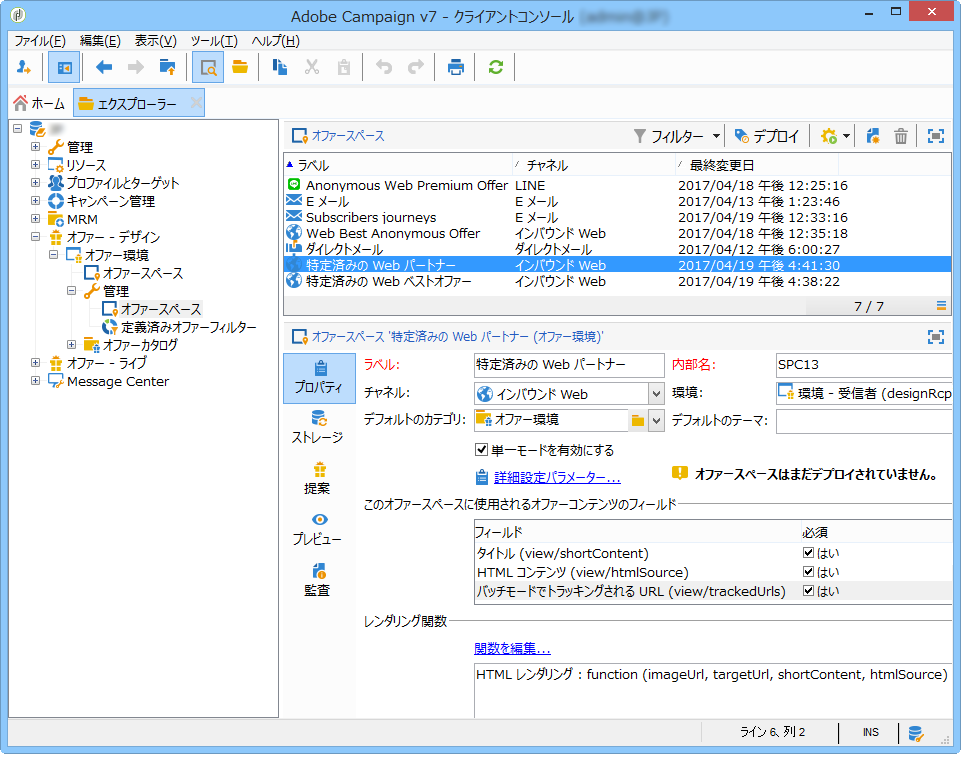 Adobe Campaign v7 - クライアントコンソール
ファイル(F) 編集(E) 表示(V) ツール(T) ヘルプ(H)
ホーム エクスプローラー
管理
リソース
プロファイルとターゲット
キャンペーン管理
MRM
オファー - デザイン
オファー環境
オファースペース
管理
オファースペース
定義済みオファーフィルター
オファーカタログ
オファー - ライブ
Message Center
オファースペース フィルター デプロイ
ラベル チャネル 最終変更日
Anonymous Web Premium Offer LINE 2017/04/18 午後 12:25:16
E メール E メール 2017/04/13 午後 1:23:46
Subscribers journeys E メール 2017/04/19 午後 12:33:16
Web Best Anonymous Offer インバウンド Web 2017/04/18 午後 12:35:18
ダイレクトメール ダイレクトメール 2017/04/12 午後 6:00:27
特定済みの Web パートナー インバウンド Web 2017/04/19 午後 4:41:30
特定済みの Web ベストオファー インバウンド Web 2017/04/19 午後 4:38:22
7 / 7
オファースペース '特定済みの Web パートナー (オファー環境)'
プロパティ
ストレージ
提案
プレビュー
監査
ラベル: 特定済みの Web パートナー 内部名: SPC13
チャネル: インバウンド Web 環境: 環境 - 受信者 (designRcp
デフォルトのカテゴリ: オファー環境 デフォルトのテーマ:
単一モードを有効にする
詳細設定パラメーター... オファースペースはまだデプロイされていません。
このオファースペースに使用されるオファーコンテンツのフィールド
フィールド 必須
タイトル (view/shortContent) はい
HTML コンテンツ (view/htmlSource) はい
バッチモードでトラッキングされる URL (view/trackedUrls) はい
レンダリング関数
関数を編集...
HTML レンダリング : function (imageUrl, targetUrl, shortContent, htmlSource)
ライン 6、列 2 INS